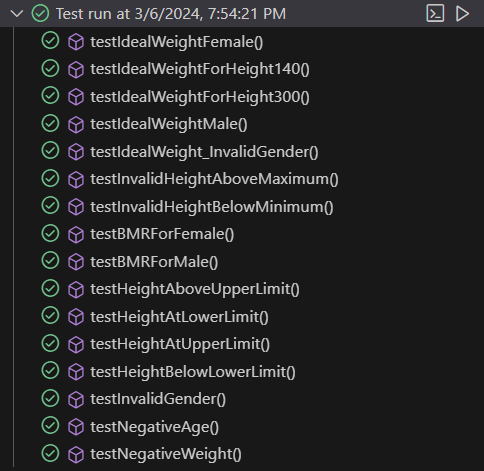 Test run at 3/6/2024, 7:54:21 PM
testIdealWeightFemale()
testIdealWeightForHeight140()
testIdealWeightForHeight300()
testIdealWeightMale()
testIdealWeight_InvalidGender()
testInvalidHeightAboveMaximum()
testInvalidHeightBelowMinimum()
testBMRForFemale()
testBMRForMale()
testHeightAboveUpperLimit()
testHeightAtLowerLimit()
testHeightAtUpperLimit()
testHeightBelowLowerLimit()
testInvalidGender()
testNegativeAge()
testNegativeWeight()